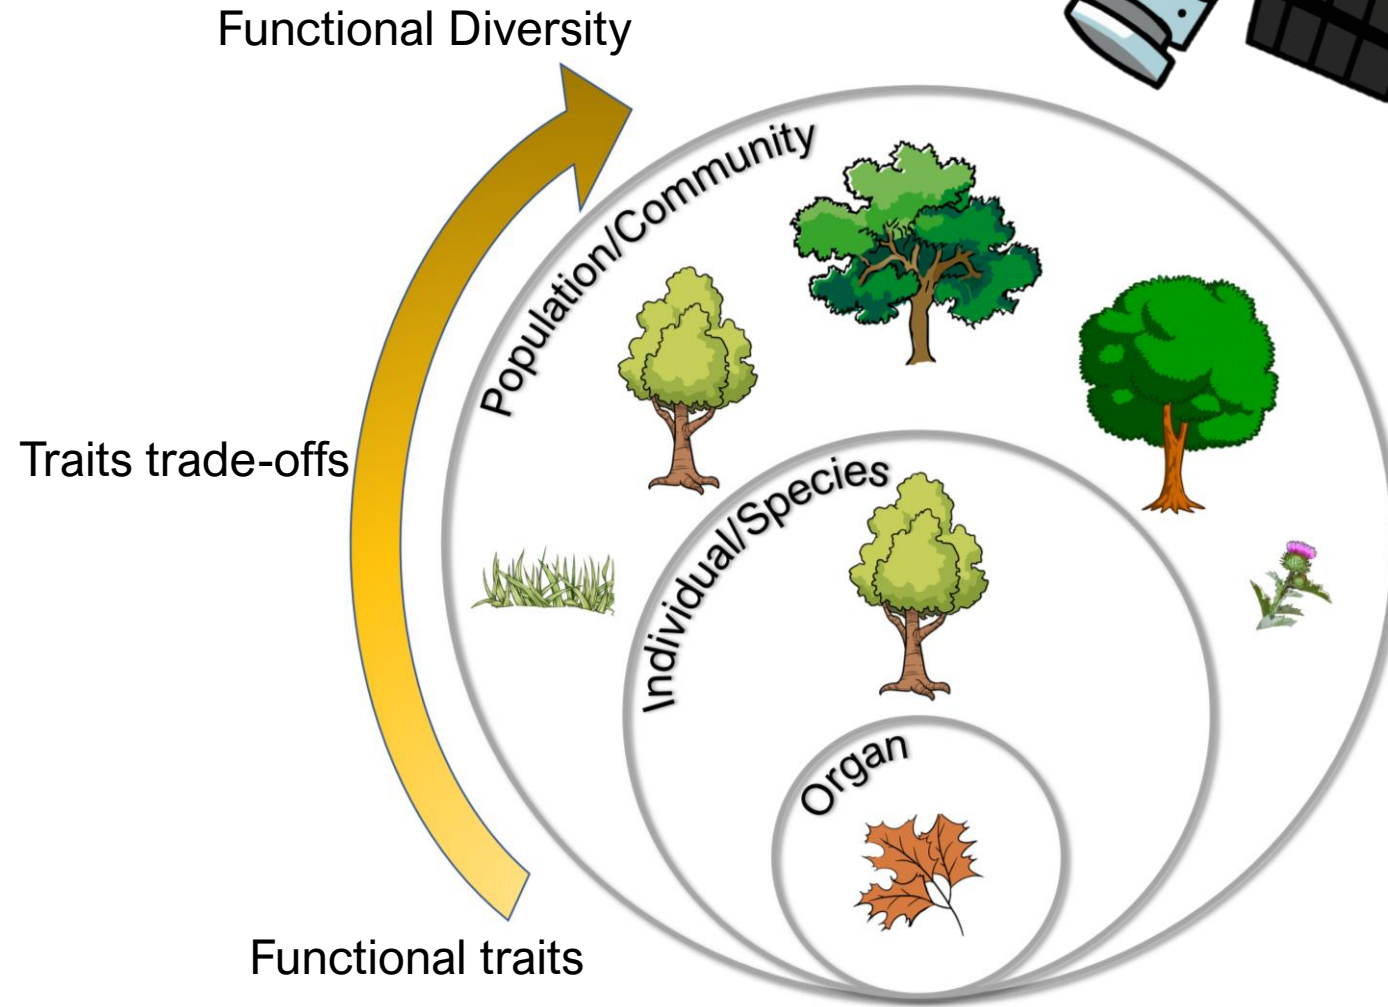 Functional Diversity
Population/Community
Traits trade-offs
Individual/Species
Organ
Functional traits